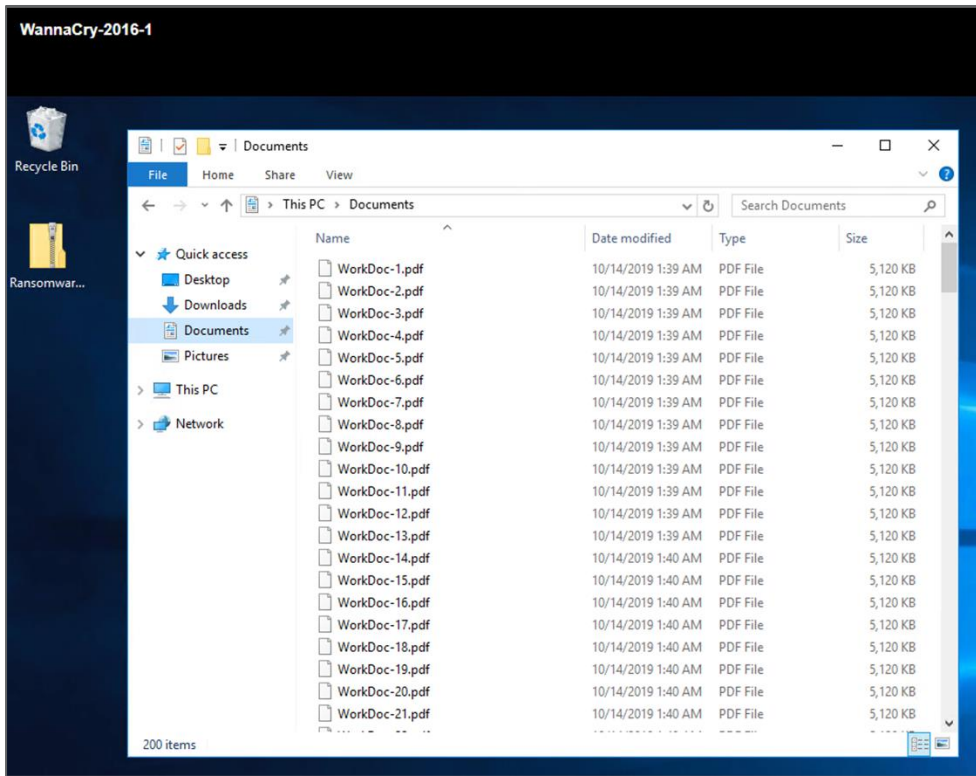 WannaCry-2016-1
Recycle Bin
Ransomwar...
Documents
File Home Share View
This PC > Documents Search Documents
Name Date modified Type Size
Quick access
Desktop
Downloads
Documents
Pictures
This PC
Network
WorkDoc-1.pdf 10/14/2019 1:39 AM PDF File 5,120 KB
WorkDoc-2.pdf 10/14/2019 1:39 AM PDF File 5,120 KB
WorkDoc-3.pdf 10/14/2019 1:39 AM PDF File 5,120 KB
WorkDoc-4.pdf 10/14/2019 1:39 AM PDF File 5,120 KB
WorkDoc-5.pdf 10/14/2019 1:39 AM PDF File 5,120 KB
WorkDoc-6.pdf 10/14/2019 1:39 AM PDF File 5,120 KB
WorkDoc-7.pdf 10/14/2019 1:39 AM PDF File 5,120 KB
WorkDoc-8.pdf 10/14/2019 1:39 AM PDF File 5,120 KB
WorkDoc-9.pdf 10/14/2019 1:39 AM PDF File 5,120 KB
WorkDoc-10.pdf 10/14/2019 1:39 AM PDF File 5,120 KB
WorkDoc-11.pdf 10/14/2019 1:39 AM PDF File 5,120 KB
WorkDoc-12.pdf 10/14/2019 1:39 AM PDF File 5,120 KB
WorkDoc-13.pdf 10/14/2019 1:39 AM PDF File 5,120 KB
WorkDoc-14.pdf 10/14/2019 1:40 AM PDF File 5,120 KB
WorkDoc-15.pdf 10/14/2019 1:40 AM PDF File 5,120 KB
WorkDoc-16.pdf 10/14/2019 1:40 AM PDF File 5,120 KB
WorkDoc-17.pdf 10/14/2019 1:40 AM PDF File 5,120 KB
WorkDoc-18.pdf 10/14/2019 1:40 AM PDF File 5,120 KB
WorkDoc-19.pdf 10/14/2019 1:40 AM PDF File 5,120 KB
WorkDoc-20.pdf 10/14/2019 1:40 AM PDF File 5,120 KB
WorkDoc-21.pdf 10/14/2019 1:40 AM PDF File 5,120 KB
200 items